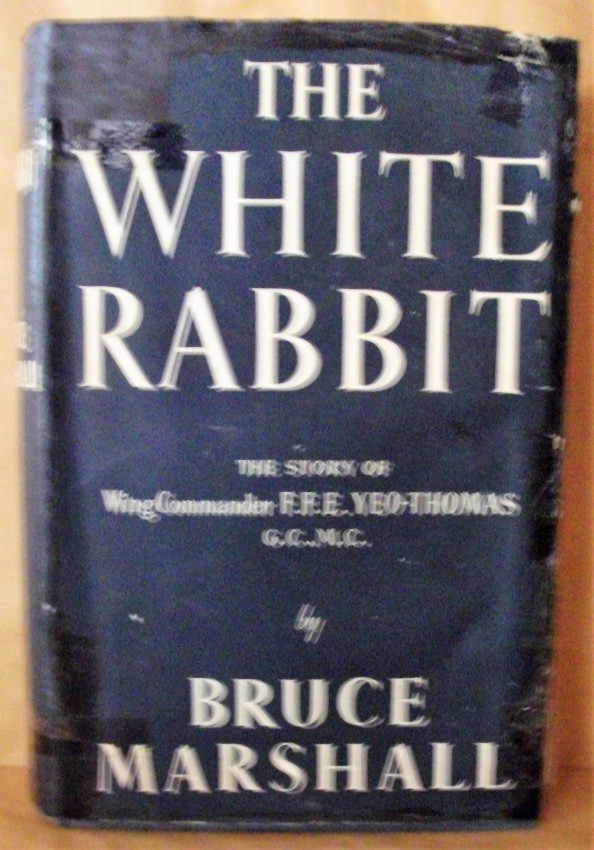 THE
WHITE
RABBIT
THE STORY OF
Wing Commander F.F.E. YEO-THOMAS
G.C., M.C.
by
BRUCE
MARSHALL